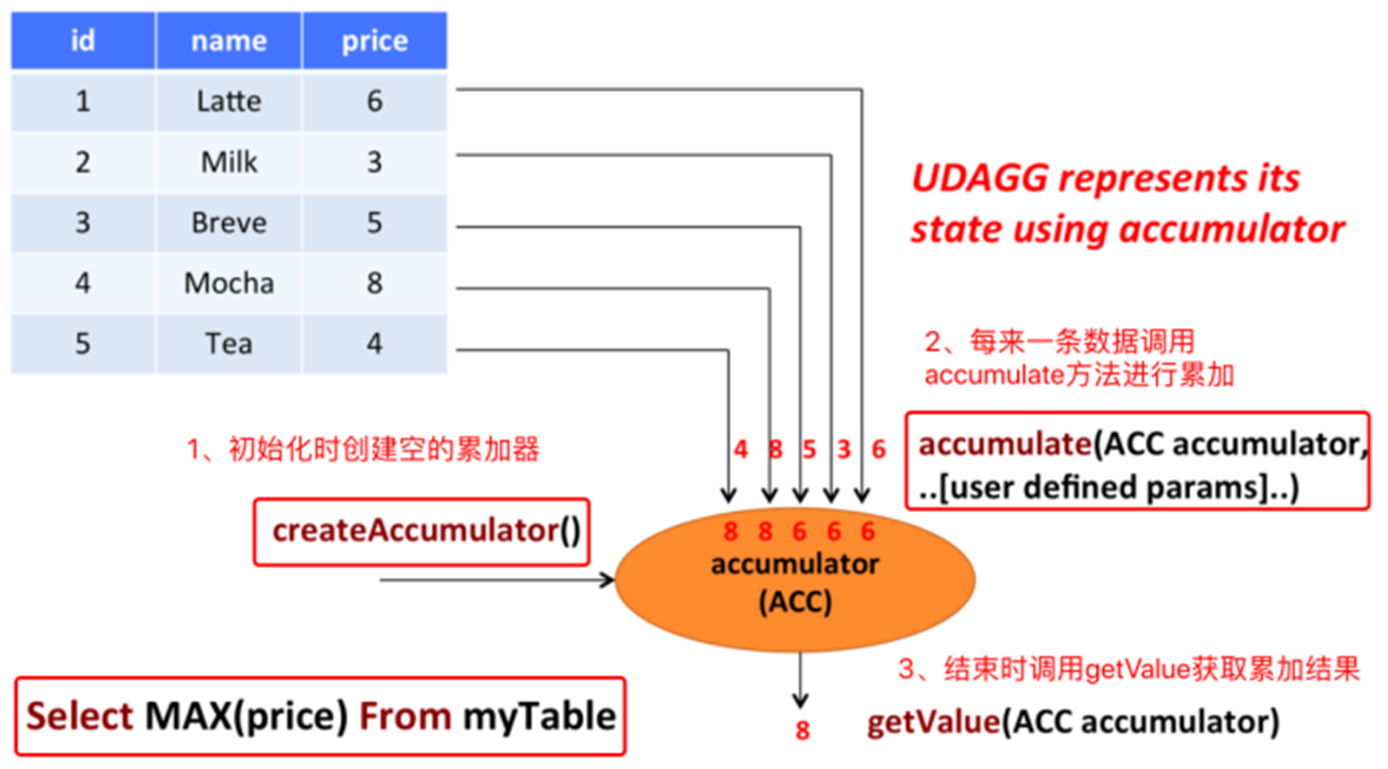 id name price
1 Latte 6
2 Milk 3
3 Breve 5
4 Mocha 8
5 Tea 4
UDAGG represents its
state using accumulator
2、每来一条数据调用
accumulate方法进行累加
1、初始化时创建空的累加器
4 8 5 3 6
accumulate(ACC accumulator,
..[user defined params]..)
createAccumulator()
8 8 6 6 6
accumulator
(ACC)
3、结束时调用getValue获取累加结果
Select MAX(price) From myTable
8
getValue(ACC accumulator)